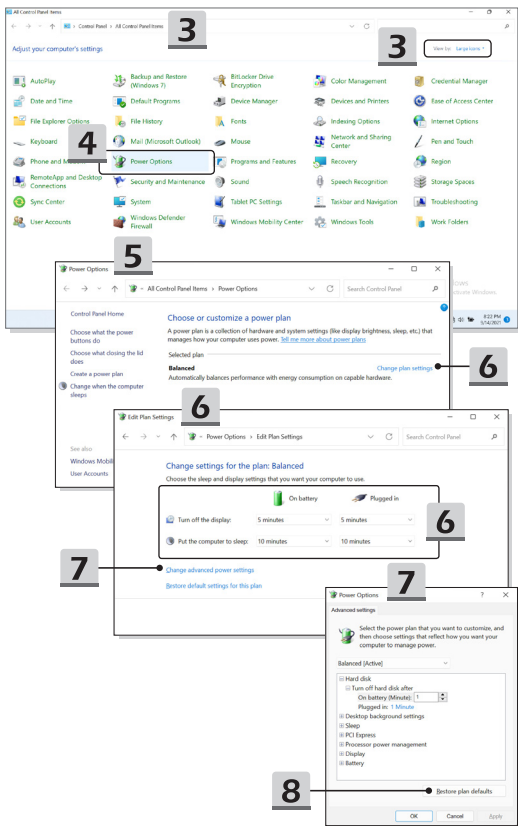 All Control Panel Items
Control Panel > All Control Panel Items
3
3
Adjust your computer's settings
View by: Large icons
AutoPlay
Backup and Restore (Windows 7)
BitLocker Drive Encryption
Color Management
Credential Manager
Date and Time
Default Programs
Device Manager
Devices and Printers
Ease of Access Center
File Explorer Options
File History
Fonts
Indexing Options
Internet Options
4
Keyboard
Mail (Microsoft Outlook)
Mouse
Network and Sharing Center
Pen and Touch
Phone and
Power Options
Programs and Features
Recovery
Region
RemoteApp and Desktop Connections
Security and Maintenance
Sound
Speech Recognition
Storage Spaces
Sync Center
System
Tablet PC Settings
Taskbar and Navigation
Troubleshooting
User Accounts
Windows Defender Firewall
Windows Mobility Center
Windows Tools
Work Folders
5
Power Options
All Control Panel Items > Power Options
Search Control Panel
Windows.
8:22 PM
Control Panel Home
Choose what the power buttons do
Choose what closing the lid does
Create a power plan
Change when the computer sleeps
See also
Windows Mobili
User Accounts
Choose or customize a power plan
A power plan is a collection of hardware and system settings (like display brightness, sleep, etc.) that
manages how your computer uses power. Tell me more about power plans
Selected plan
Balanced
Change plan settings
Automatically balances performance with energy consumption on capable hardware.
6
6
Edit Plan Settings
Power Options > Edit Plan Settings
Search Control Panel
Change settings for the plan: Balanced
Choose the sleep and display settings that you want your computer to use.
On battery
Plugged in
Turn off the display:
5 minutes
5 minutes
Put the computer to sleep:
10 minutes
10 minutes
6
7
Change advanced power settings
Restore default settings for this plan
7
Power Options
?
Advanced settings
Select the power plan that you want to customize, and
then choose settings that reflect how you want your
computer to manage power.
Balanced [Active]
Hard disk
Turn off hard disk after
On battery (Minute): 1
Plugged in: 1 Minute
Desktop background settings
Sleep
PCI Express
Processor power management
Display
Battery
8
Restore plan defaults
OK
Cancel
Apply